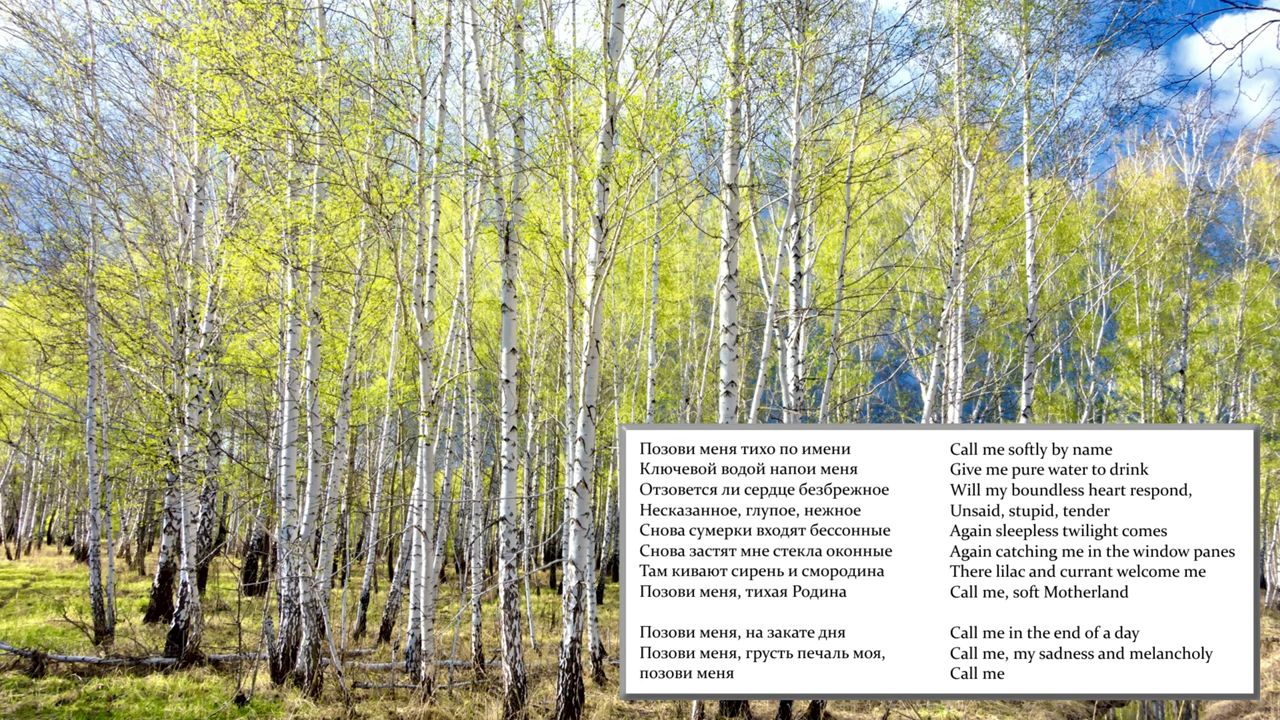 Позови меня тихо по имени
Ключевой водой напои меня
Отзовется ли сердце безбрежное
Несказанное, глупое, нежное
Снова сумерки входят бессонные
Снова застят мне стекла оконные
Там кивают сирень и смородина
Позови меня, тихая Родина
Позови меня, на закате дня
Позови меня, грусть печаль моя,
позови меня
Call me softly by name
Give me pure water to drink
Will my boundless heart respond,
Unsaid, stupid, tender
Again sleepless twilight comes
Again catching me in the window panes
There lilac and currant welcome me
Call me, soft Motherland
Call me in the end of a day
Call me, my sadness and melancholy
Call me